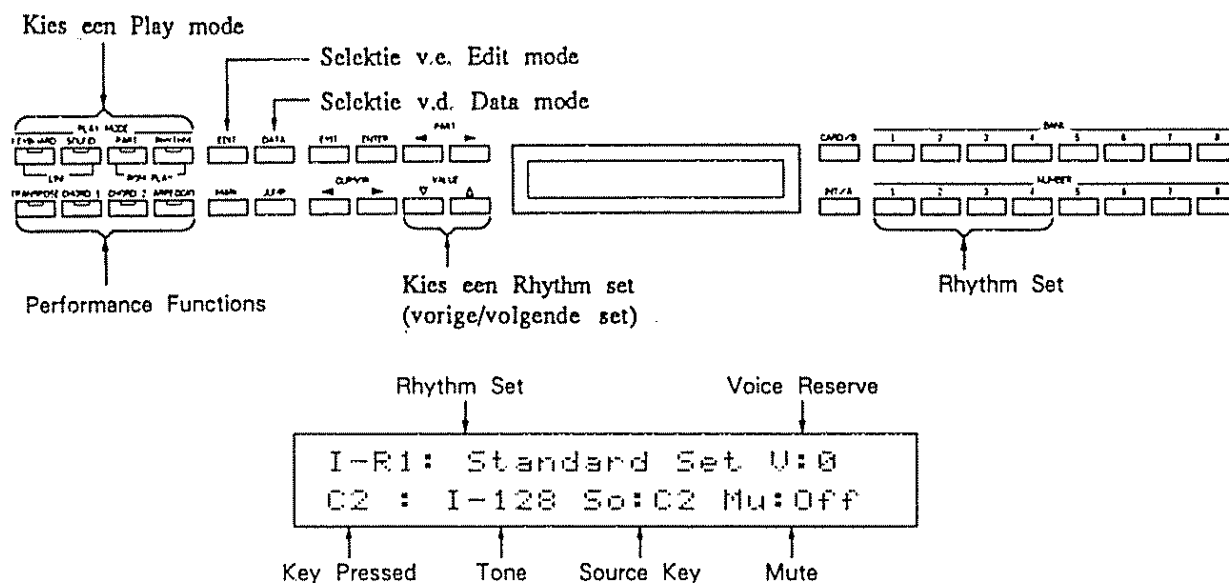 Kies een Play mode
Selektie v.e. Edit mode
Selektie v.d. Data mode
PLAY MODE
KEYBOARD SOUND PART RHYTHM EDIT DATA EXIT ENTER ◄ PART ► CARD/B BANK
1 2 3 4 5 6 7 8
ROM PLAY
TRANSPOSE CHORD 1 CHORD 2 ARPEGGIO JUMP ◄ ► VALUE ▽ △ INT/A NUMBER
1 2 3 4 5 6 7 8
Performance Functions
Kies een Rhythm set
(vorige/volgende set)
Rhythm Set
Rhythm Set Voice Reserve
I-R1: Standard Set V:0
C2 : I-128 So:C2 Mu:Off
Key Pressed Tone Source Key Mute